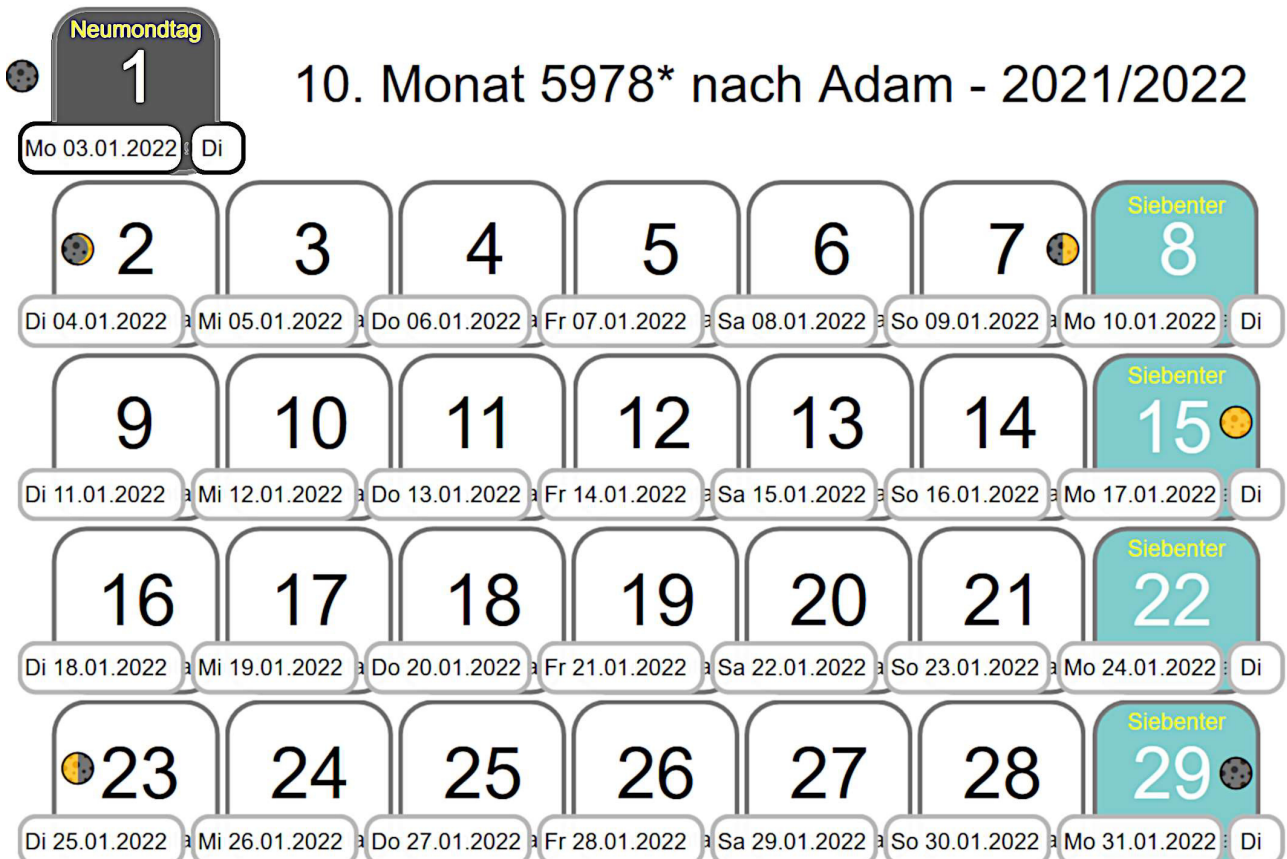 Neumondtag
1
10. Monat 5978* nach Adam - 2021/2022
Mo 03.01.2022 Di
2 3 4 5 6 7 Siebenter 8
Di 04.01.2022 Mi 05.01.2022 Do 06.01.2022 Fr 07.01.2022 Sa 08.01.2022 So 09.01.2022 Mo 10.01.2022 Di
9 10 11 12 13 14 Siebenter 15
Di 11.01.2022 Mi 12.01.2022 Do 13.01.2022 Fr 14.01.2022 Sa 15.01.2022 So 16.01.2022 Mo 17.01.2022 Di
16 17 18 19 20 21 Siebenter 22
Di 18.01.2022 Mi 19.01.2022 Do 20.01.2022 Fr 21.01.2022 Sa 22.01.2022 So 23.01.2022 Mo 24.01.2022 Di
23 24 25 26 27 28 Siebenter 29
Di 25.01.2022 Mi 26.01.2022 Do 27.01.2022 Fr 28.01.2022 Sa 29.01.2022 So 30.01.2022 Mo 31.01.2022 Di